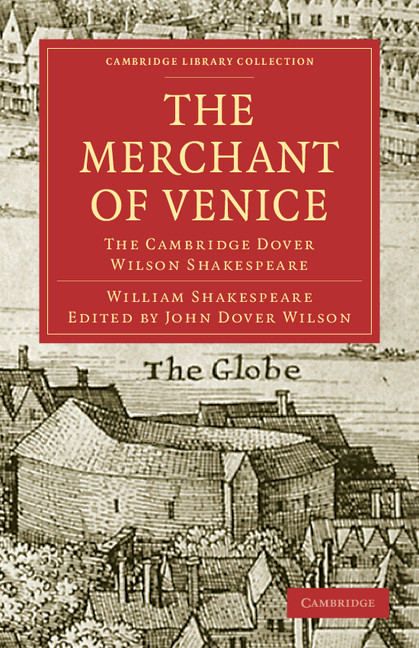 CAMBRIDGE LIBRARY COLLECTION
THE
MERCHANT
OF VENICE
The Cambridge Dover
Wilson Shakespeare
William Shakespeare
Edited by John Dover Wilson
The Globe
CAMBRIDGE